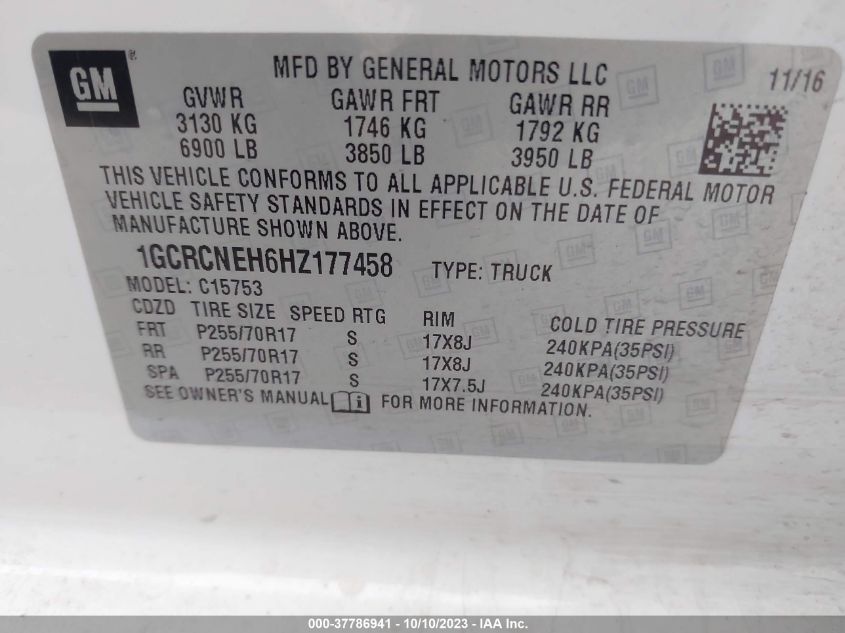 GM®
MFD BY GENERAL MOTORS LLC 11/16
GVWR GAWR FRT GAWR RR
3130 KG 1746 KG 1792 KG
6900 LB 3850 LB 3950 LB
THIS VEHICLE CONFORMS TO ALL APPLICABLE U.S. FEDERAL MOTOR
VEHICLE SAFETY STANDARDS IN EFFECT ON THE DATE OF
MANUFACTURE SHOWN ABOVE.
1GCRCNEH6HZ177458 TYPE: TRUCK
MODEL: C15753
CDZD TIRE SIZE SPEED RTG RIM COLD TIRE PRESSURE
FRT P255/70R17 S 17X8J 240KPA(35PSI)
RR P255/70R17 S 17X8J 240KPA(35PSI)
SPA P255/70R17 S 17X7.5J 240KPA(35PSI)
SEE OWNER'S MANUAL FOR MORE INFORMATION.
000-37786941 - 10/10/2023 - IAA Inc.